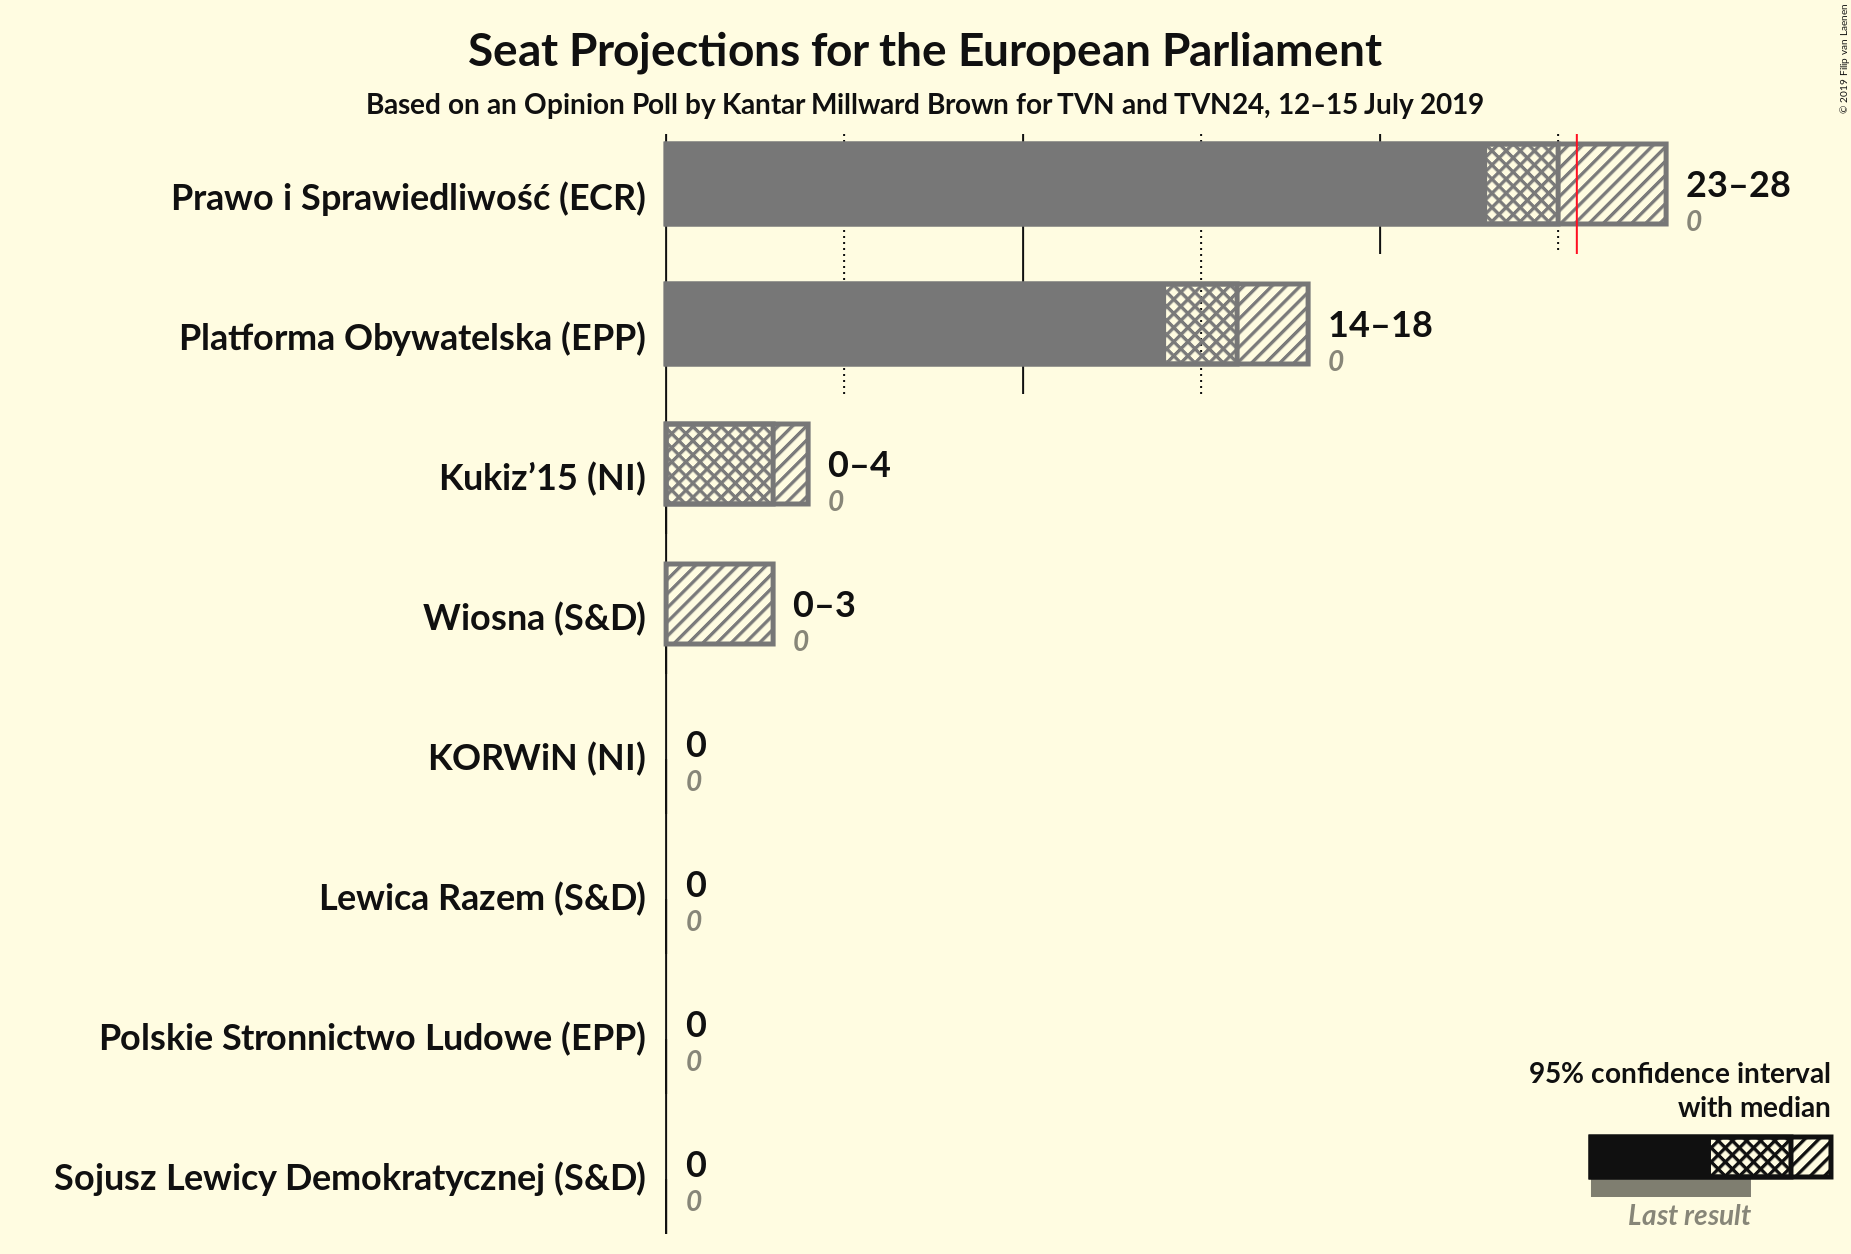 Seat Projections for the European Parliament
Based on an Opinion Poll by Kantar Millward Brown for TVN and TVN24, 12–15 July 2019
© 2019 Filip van Laenen
Prawo i Sprawiedliwość (ECR)
23–28
0
Platforma Obywatelska (EPP)
14–18
0
Kukiz’15 (NI)
0–4
0
Wiosna (S&D)
0–3
0
KORWiN (NI)
0
0
Lewica Razem (S&D)
0
0
Polskie Stronnictwo Ludowe (EPP)
0
0
Sojusz Lewicy Demokratycznej (S&D)
0
0
95% confidence interval
with median
Last result